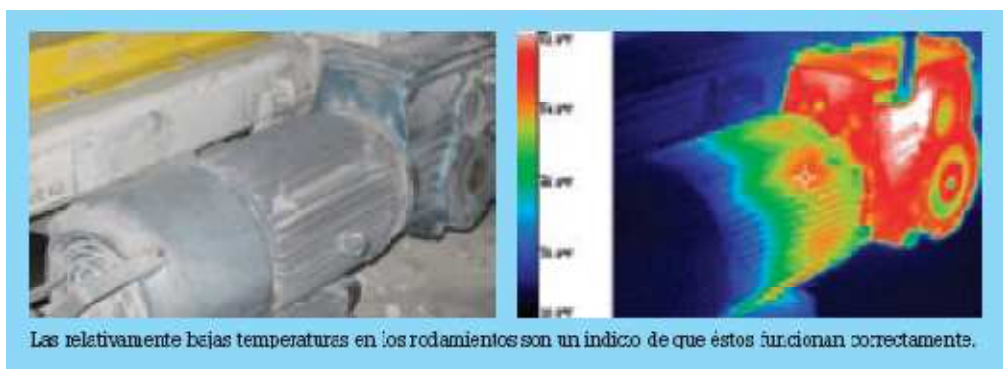 Las relativamente bajas temperaturas en los rodamientos son un indicio de que éstos funcionan correctamente.